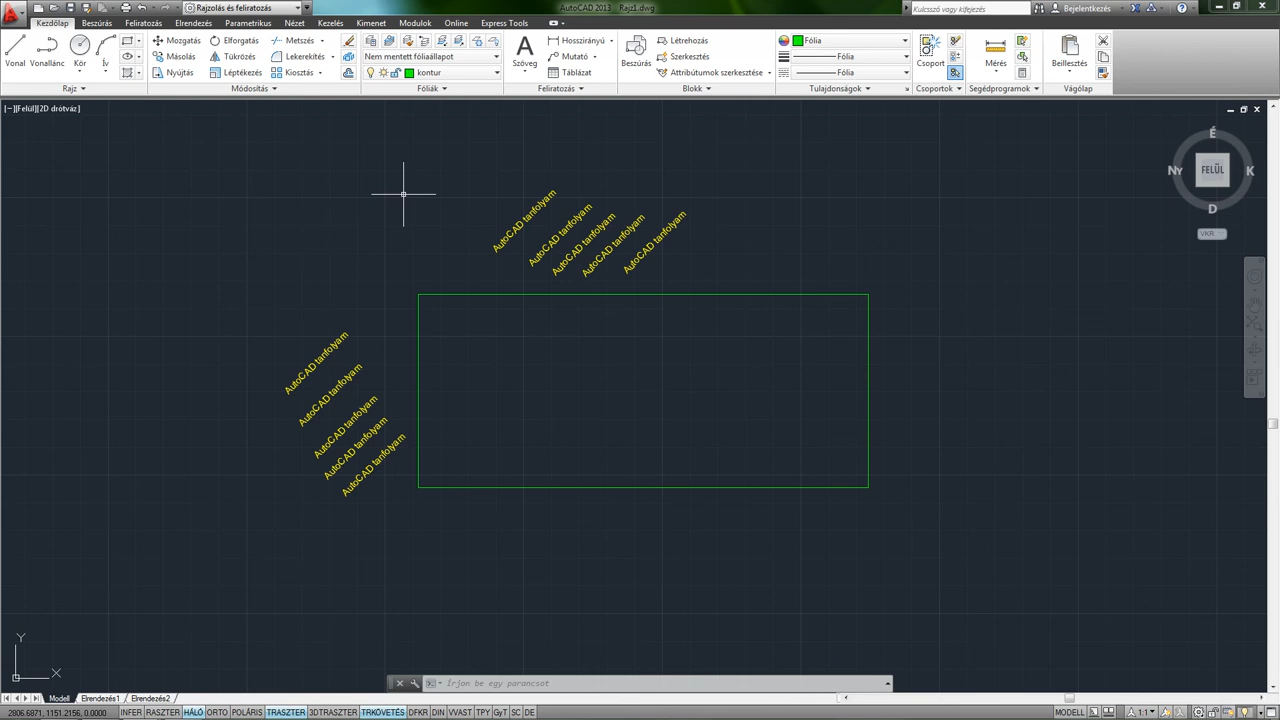 Rajzolás és feliratozás
AutoCAD 2013 Rajz1.dwg
Kulcsszó vagy kifejezés
Bejelentkezés
Kezdőlap Beszúrás Feliratozás Elrendezés Parametrikus Nézet Kezelés Kimenet Modulok Online Express Tools
Vonal Vonallánc Kör Ív
Mozgatás Elforgatás Metszés
Másolás Tükrözés Lekerekítés
Nyújtás Léptékezés Kiosztás
Nem mentett fóliaállapot
kontur
Szöveg
Hosszirányú
Mutató
Táblázat
Beszúrás
Létrehozás
Szerkesztés
Attribútumok szerkesztése
Fólia
Fólia
Fólia
Csoport
Mérés
Beillesztés
Rajz Módosítás Fóliák Feliratozás Blokk Tulajdonságok Csoportok Segédprogramok Vágólap
[−][Felül][2D drótváz]
É
NY FELÜL K
D
VKR
AutoCAD tanfolyam
AutoCAD tanfolyam
AutoCAD tanfolyam
AutoCAD tanfolyam
AutoCAD tanfolyam
AutoCAD tanfolyam
AutoCAD tanfolyam
AutoCAD tanfolyam
AutoCAD tanfolyam
AutoCAD tanfolyam
Y
X
Írjon be egy parancsot
Modell Elrendezés1 Elrendezés2
2806.6871, 1151.2156, 0.0000 INFER RASZTER HÁLÓ ORTO POLÁRIS TRASZTER 3DTRASZTER TRKÖVETÉS DFKR DIN VVAST TPY GyT SC DE MODELL 1:1